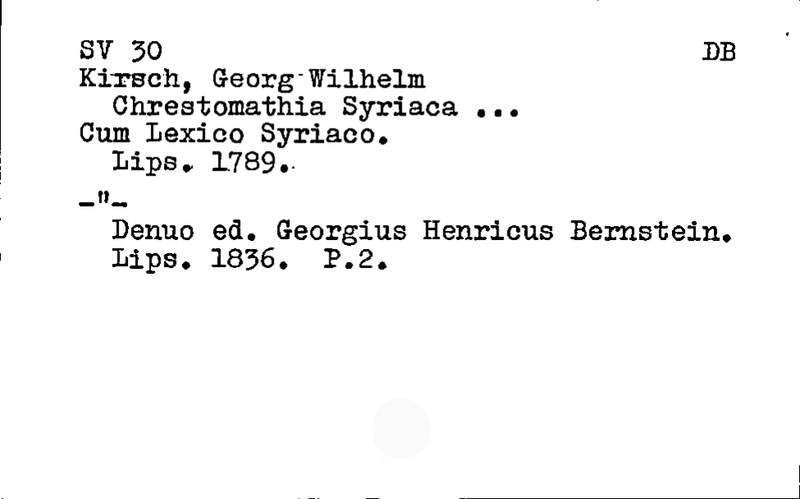 SV 30 DB
Kirsch, Georg Wilhelm
Chrestomathia Syriaca ...
Cum Lexico Syriaco.
Lips. 1789.
_"_
Denuo ed. Georgius Henricus Bernstein.
Lips. 1836. P.2.